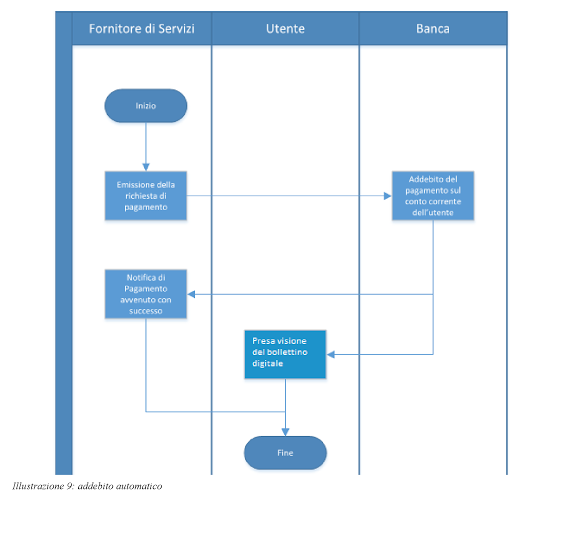 Fornitore di Servizi
Utente
Banca
Inizio
Emissione della
richiesta di
pagamento
Addebito del
pagamento sul
conto corrente
dell'utente
Notifica di
Pagamento
avvenuto con
successo
Presa visione
del bollettino
digitale
Fine
Illustrazione 9: addebito automatico